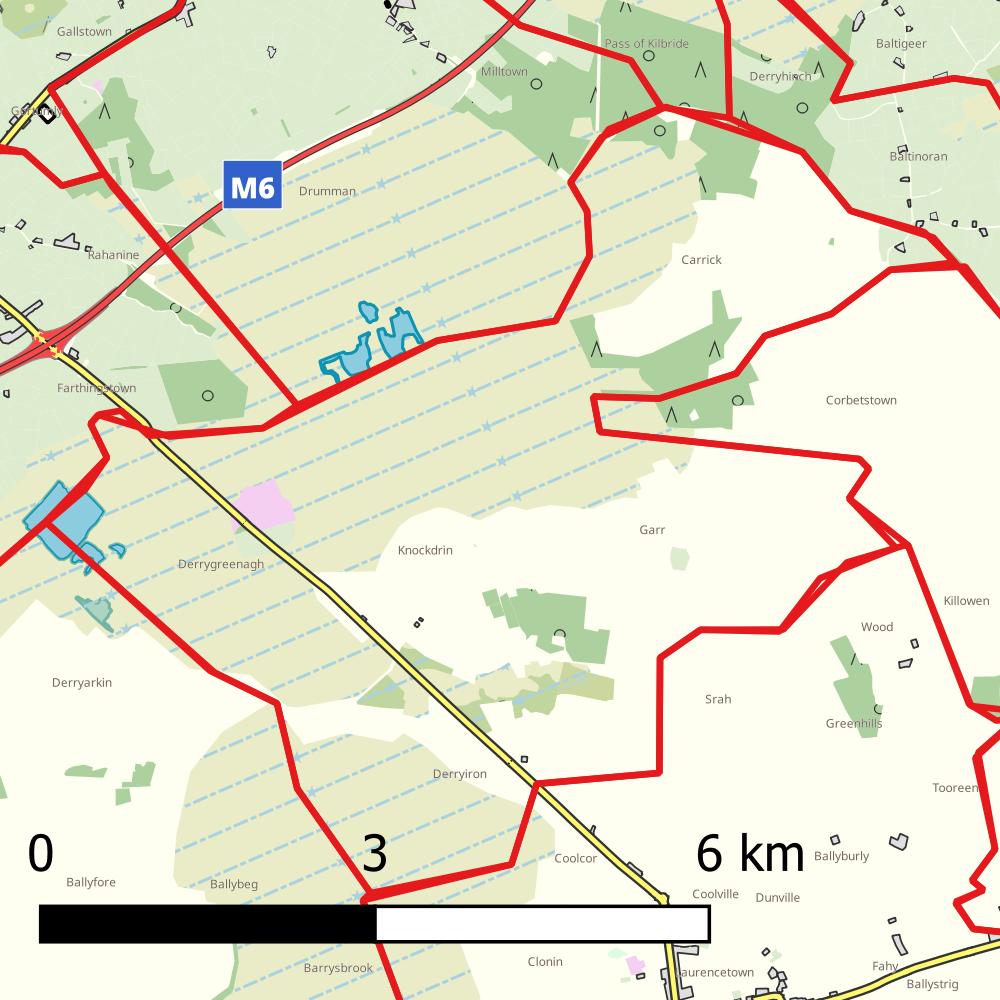 Gallstown
Pass of Kilbride
Baltigeer
Milltown
Derryhinch
Baltinoran
M6
Drumman
Rahanine
Carrick
Farthingstown
Corbetstown
Garr
Knockdrin
Derrygreenagh
Killowen
Wood
Derryarkin
Srah
Greenhills
Derryiron
Tooreen
0
3
6 km
Coolcor
Ballyburly
Ballyfore
Ballybeg
Coolville
Dunville
Clonin
Barrysbrook
Laurencetown
Fahy
Ballystrig